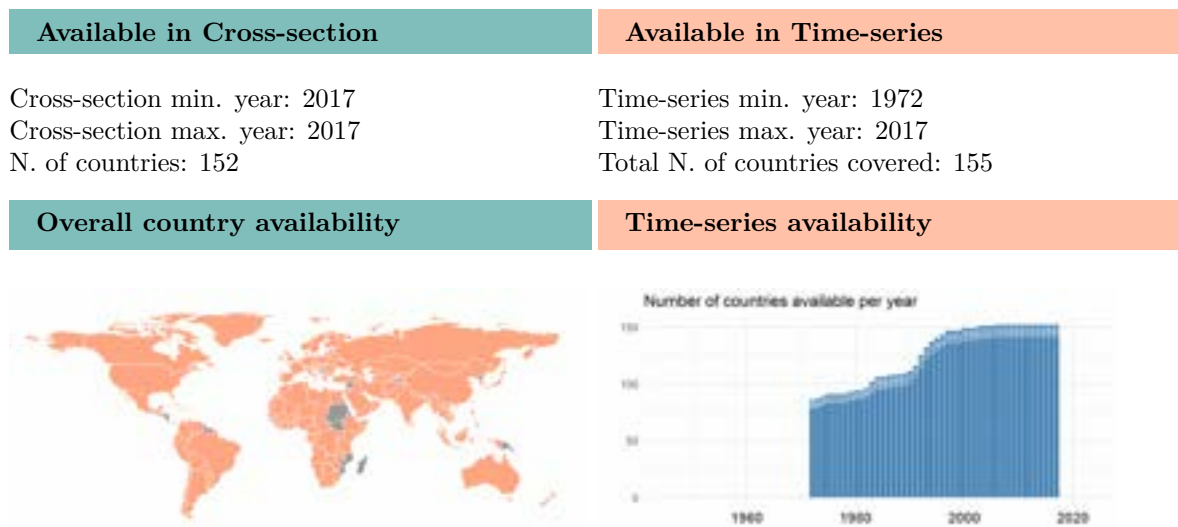 Available in Cross-section
Available in Time-series
Cross-section min. year: 2017
Cross-section max. year: 2017
N. of countries: 152
Time-series min. year: 1972
Time-series max. year: 2017
Total N. of countries covered: 155
Overall country availability
Time-series availability
Number of countries available per year
150
100
50
0
1960 1980 2000 2020